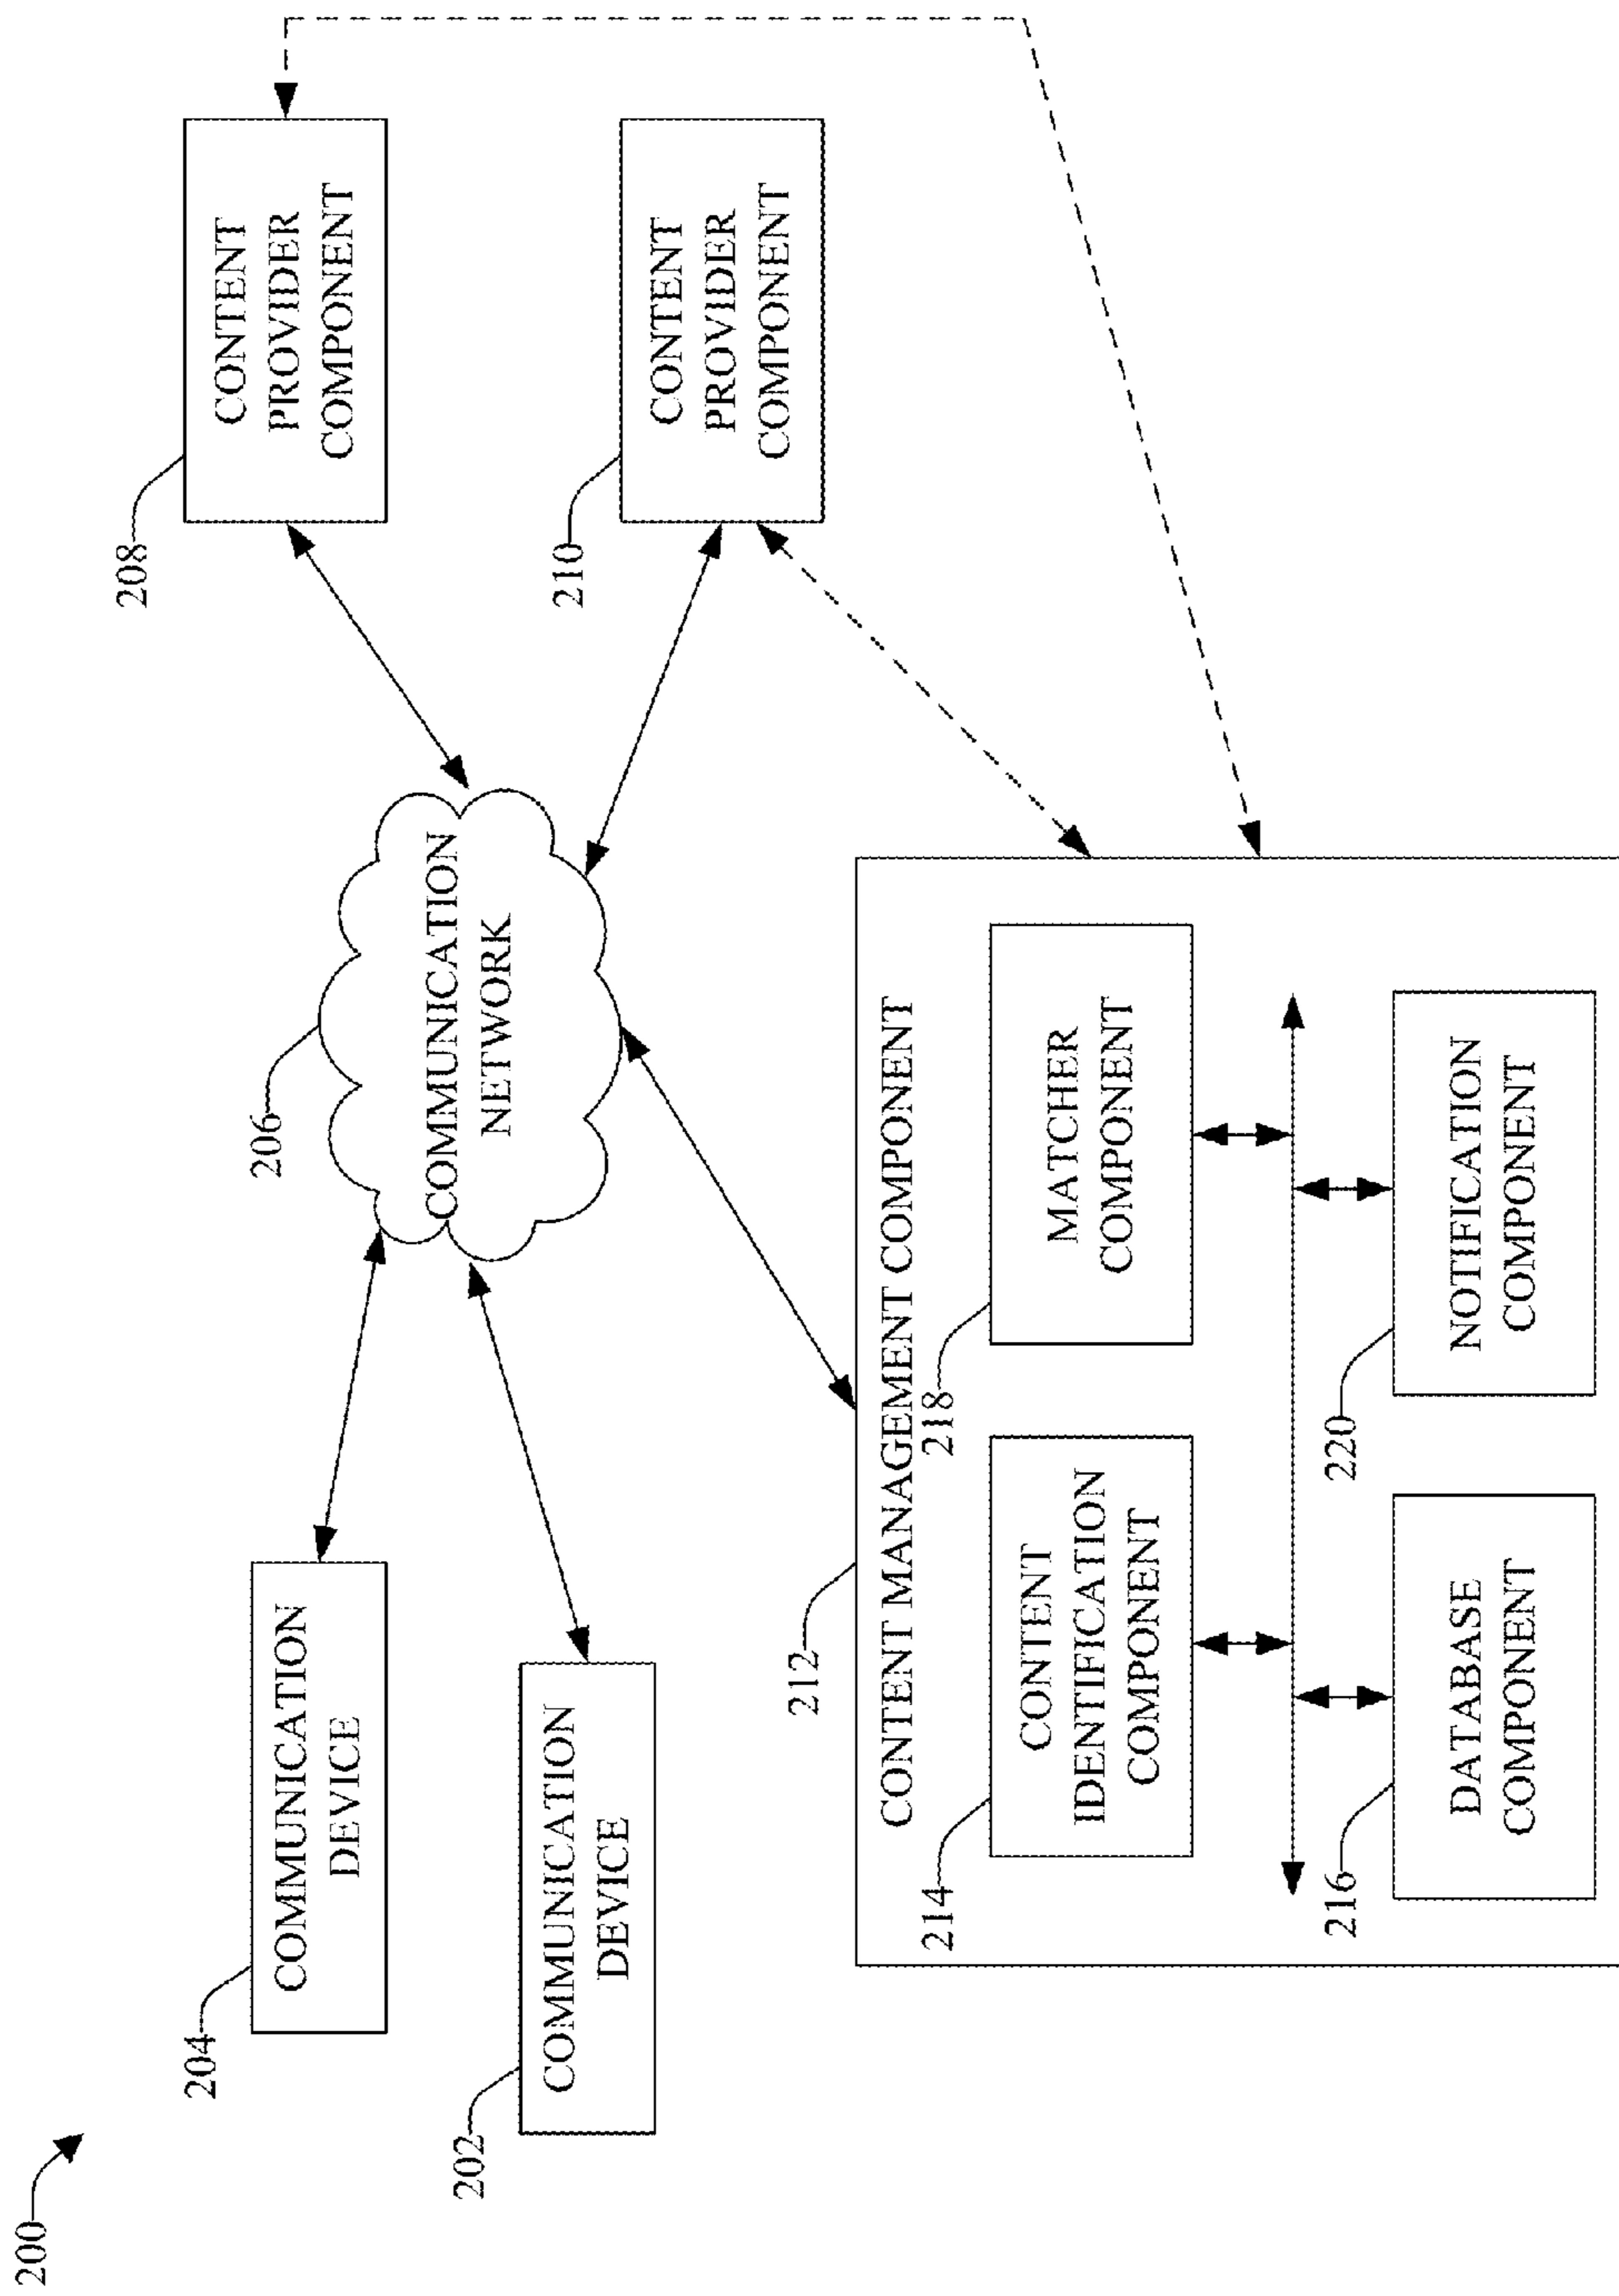 200
204
COMMUNICATION
DEVICE
202
COMMUNICATION
DEVICE
206
COMMUNICATION
NETWORK
208
CONTENT
PROVIDER
COMPONENT
210
CONTENT
PROVIDER
COMPONENT
212
CONTENT MANAGEMENT COMPONENT
214
CONTENT
IDENTIFICATION
COMPONENT
218
MATCHER
COMPONENT
216
DATABASE
COMPONENT
220
NOTIFICATION
COMPONENT